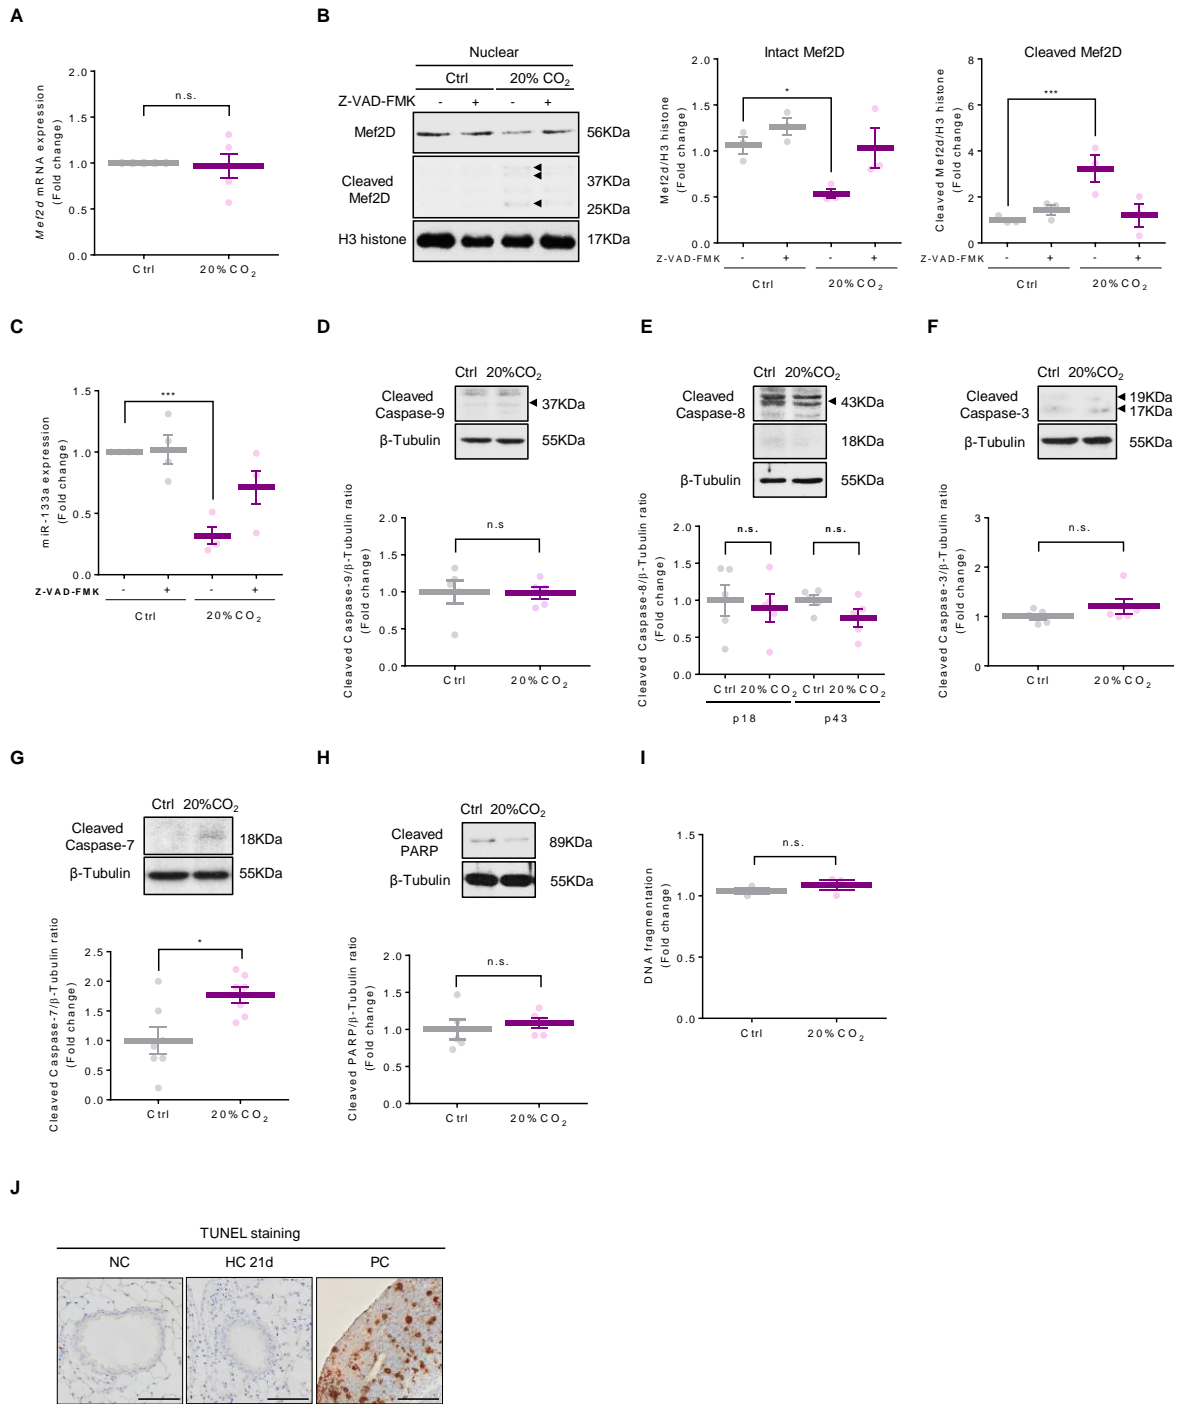 A
B
2.0
1.5
1.0
0.5
0.0
Mef2d mRNA expression
(Fold change)
n.s.
Ctrl
20%CO2
Nuclear
Ctrl
20% CO2
Z-VAD-FMK
-
+
-
+
Mef2D
56KDa
Cleaved
Mef2D
37KDa
25KDa
H3 histone
17KDa
Intact Mef2D
2.0
1.5
1.0
0.5
0.0
Mef2d/H3 histone
(Fold change)
*
Z-VAD-FMK
-
+
-
+
Ctrl
20%CO2
Cleaved Mef2D
8
6
4
2
0
Cleaved Mef2d/H3 histone
(Fold change)
***
Z-VAD-FMK
-
+
-
+
Ctrl
20%CO2
C
D
E
F
1.5
1.0
0.5
0.0
miR-133a expression
(Fold change)
***
Z-VAD-FMK
-
+
-
+
Ctrl
20%CO2
Ctrl 20%CO2
Cleaved
Caspase-9
37KDa
β-Tubulin
55KDa
2.0
1.5
1.0
0.5
0.0
Cleaved Caspase-9/β-Tubulin ratio
(Fold change)
n.s
Ctrl
20%CO2
Ctrl 20%CO2
Cleaved
Caspase-8
43KDa
18KDa
β-Tubulin
55KDa
2.0
1.5
1.0
0.5
0.0
Cleaved Caspase-8/β-Tubulin ratio
(Fold change)
n.s.
n.s.
Ctrl 20%CO2 Ctrl 20%CO2
p18
p43
Ctrl 20%CO2
Cleaved
Caspase-3
19KDa
17KDa
β-Tubulin
55KDa
3
2
1
0
Cleaved Caspase-3/β-Tubulin ratio
(Fold change)
n.s.
Ctrl
20%CO2
G
H
I
Ctrl 20%CO2
Cleaved
Caspase-7
18KDa
β-Tubulin
55KDa
2.5
2.0
1.5
1.0
0.5
0.0
Cleaved Caspase-7/β-Tubulin ratio
(Fold change)
*
Ctrl
20%CO2
Ctrl 20%CO2
Cleaved
PARP
89KDa
β-Tubulin
55KDa
2.0
1.5
1.0
0.5
0.0
Cleaved PARP/β-Tubulin ratio
(Fold change)
n.s.
Ctrl
20%CO2
1.5
1.0
0.5
0.0
DNA fragmentation
(Fold change)
n.s.
Ctrl
20%CO2
J
TUNEL staining
NC
HC 21d
PC